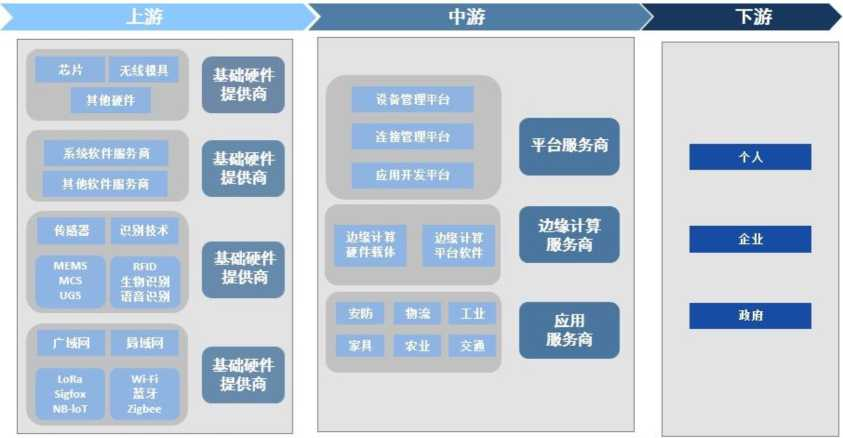 上游
中游
下游
芯片
无线模具
其他硬件
基础硬件
提供商
系统软件服务商
其他软件服务商
基础硬件
提供商
传感器
识别技术
MEMS
MCS
UGS
RFID
生物识别
语音识别
基础硬件
提供商
广域网
局域网
LoRa
Sigfox
NB-loT
Wi-Fi
蓝牙
Zigbee
基础硬件
提供商
设备管理平台
连接管理平台
应用开发平台
平台服务商
边缘计算
硬件载体
边缘计算
平台软件
边缘计算
服务商
安防
物流
工业
家具
农业
交通
应用
服务商
个人
企业
政府